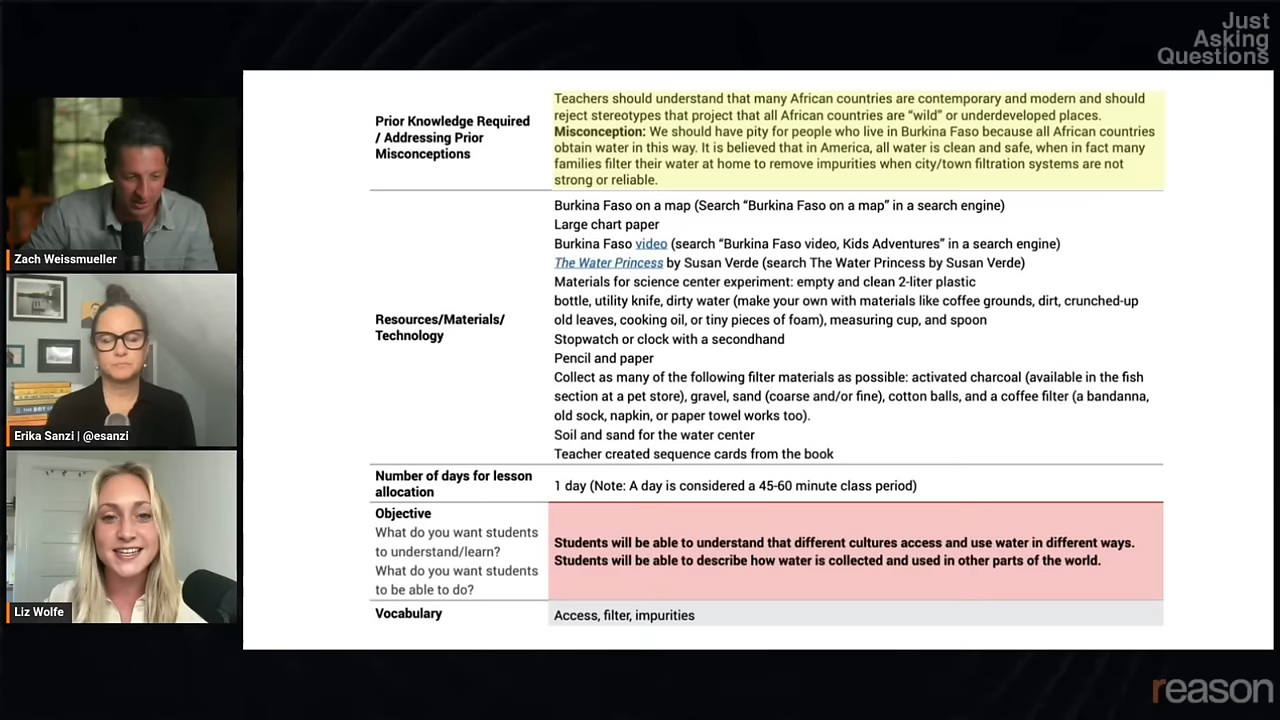 Just
Asking
Questions
Prior Knowledge Required
/ Addressing Prior
Misconceptions
Teachers should understand that many African countries are contemporary and modern and should
reject stereotypes that project that all African countries are “wild” or underdeveloped places.
Misconception: We should have pity for people who live in Burkina Faso because all African countries
obtain water in this way. It is believed that in America, all water is clean and safe, when in fact many
families filter their water at home to remove impurities when city/town filtration systems are not
strong or reliable.
Resources/Materials/
Technology
Burkina Faso on a map (Search “Burkina Faso on a map” in a search engine)
Large chart paper
Burkina Faso video (search “Burkina Faso video, Kids Adventures” in a search engine)
The Water Princess by Susan Verde (search The Water Princess by Susan Verde)
Materials for science center experiment: empty and clean 2-liter plastic
bottle, utility knife, dirty water (make your own with materials like coffee grounds, dirt, crunched-up
old leaves, cooking oil, or tiny pieces of foam), measuring cup, and spoon
Stopwatch or clock with a secondhand
Pencil and paper
Collect as many of the following filter materials as possible: activated charcoal (available in the fish
section at a pet store), gravel, sand (coarse and/or fine), cotton balls, and a coffee filter (a bandanna,
old sock, napkin, or paper towel works too).
Soil and sand for the water center
Teacher created sequence cards from the book
Number of days for lesson
allocation
1 day (Note: A day is considered a 45-60 minute class period)
Objective
What do you want students
to understand/learn?
What do you want students
to be able to do?
Students will be able to understand that different cultures access and use water in different ways.
Students will be able to describe how water is collected and used in other parts of the world.
Vocabulary
Access, filter, impurities
Zach Weissmueller
Erika Sanzi | @esanzi
Liz Wolfe
reason